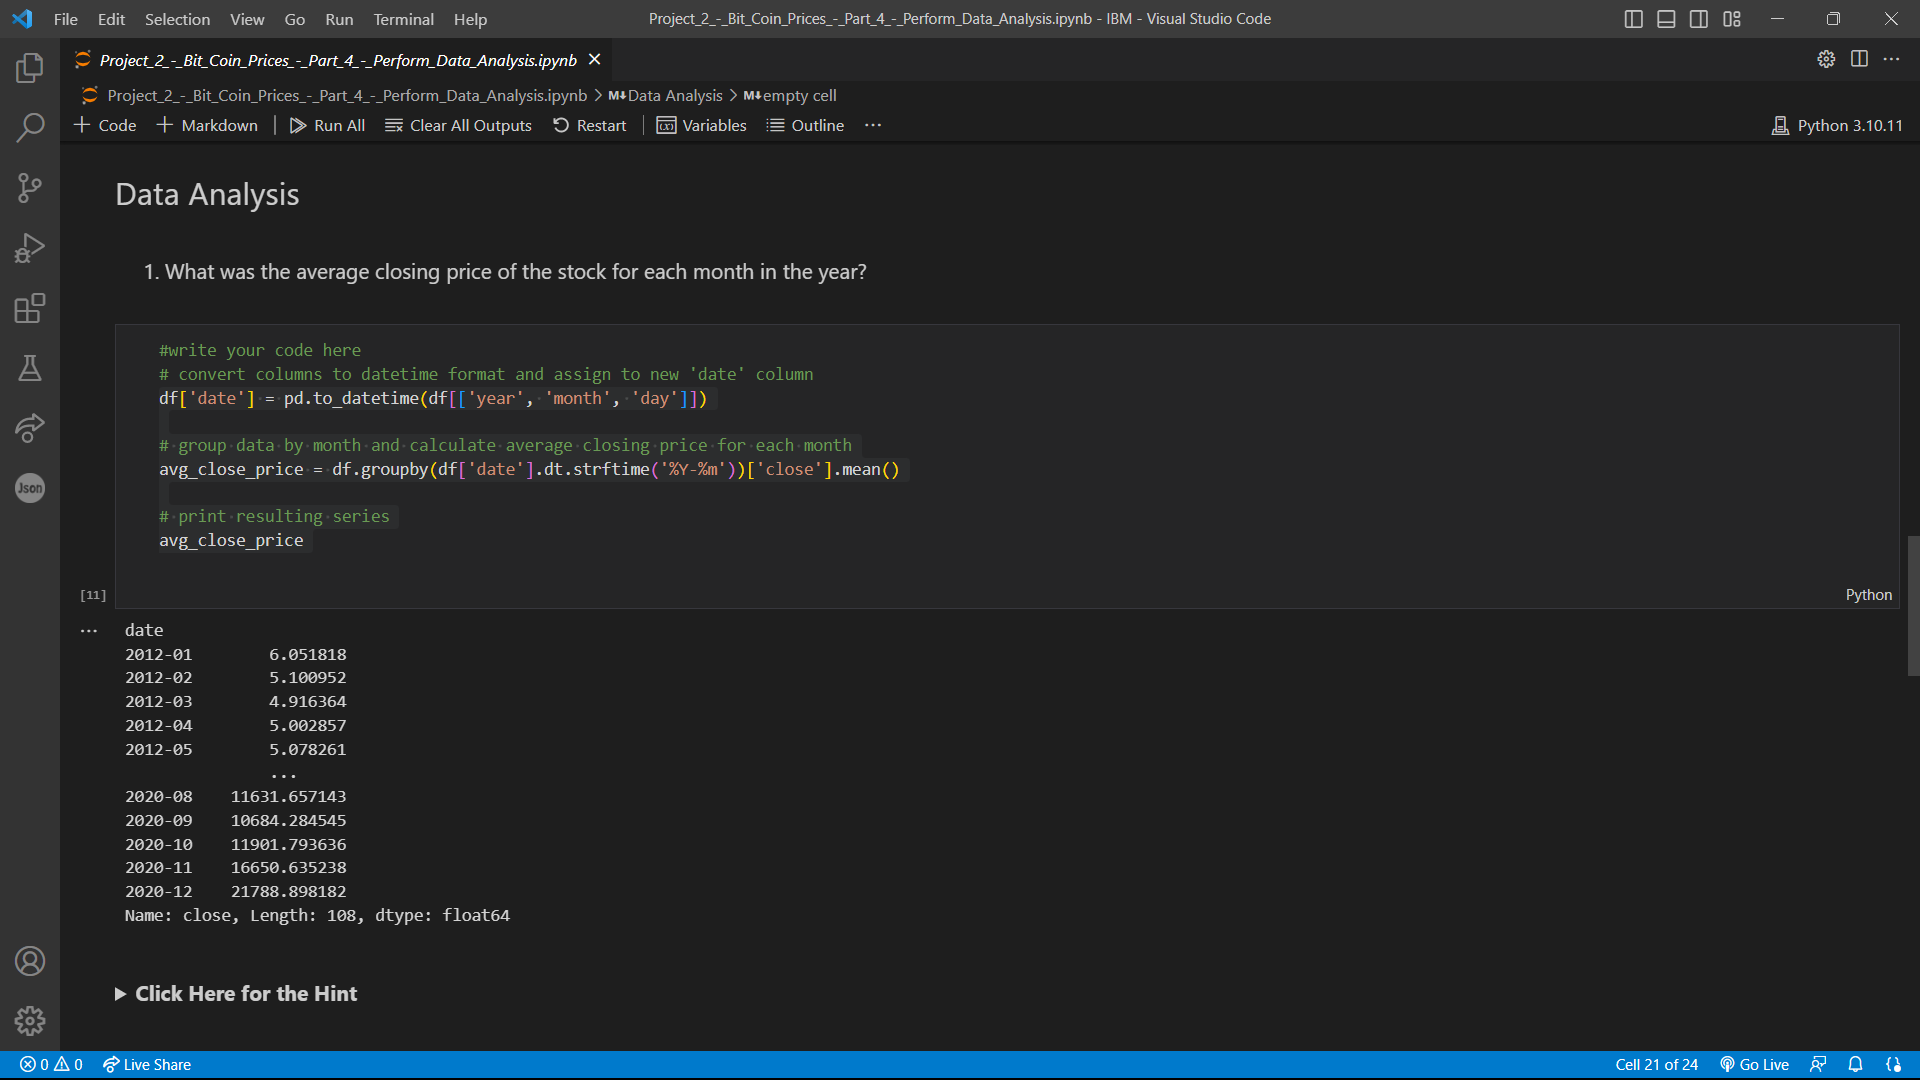 File Edit Selection View Go Run Terminal Help
Project_2_-_Bit_Coin_Prices_-_Part_4_-_Perform_Data_Analysis.ipynb - IBM - Visual Studio Code
Project_2_-_Bit_Coin_Prices_-_Part_4_-_Perform_Data_Analysis.ipynb
Project_2_-_Bit_Coin_Prices_-_Part_4_-_Perform_Data_Analysis.ipynb > M↓Data Analysis > M↓empty cell
+ Code + Markdown | Run All Clear All Outputs Restart | Variables Outline ...
Python 3.10.11
Data Analysis
1. What was the average closing price of the stock for each month in the year?
#write your code here
# convert columns to datetime format and assign to new 'date' column
df['date'] = pd.to_datetime(df[['year', 'month', 'day']])
# group data by month and calculate average closing price for each month
avg_close_price = df.groupby(df['date'].dt.strftime('%Y-%m'))['close'].mean()
# print resulting series
avg_close_price
[11]
Python
... date
2012-01 6.051818
2012-02 5.100952
2012-03 4.916364
2012-04 5.002857
2012-05 5.078261
...
2020-08 11631.657143
2020-09 10684.284545
2020-10 11901.793636
2020-11 16650.635238
2020-12 21788.898182
Name: close, Length: 108, dtype: float64
Click Here for the Hint
Json
0 0 Live Share
Cell 21 of 24 Go Live